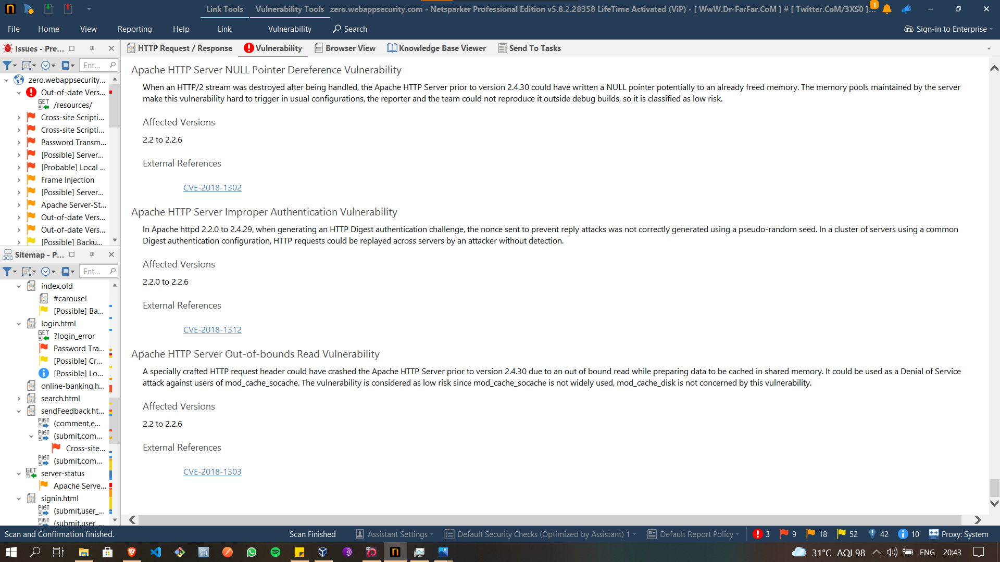 Link Tools Vulnerability Tools zero.webappsecurity.com - Netsparker Professional Edition v5.8.2.28358 LifeTime Activated (ViP) - [ WwW.Dr-FarFar.CoM ] # [ Twitter.CoM/3XS0 ]... 1
File Home View Reporting Help Link Vulnerability Search Sign-in to Enterprise
Issues - Pre...
Ent...
zero.webappsecurity...
Out-of-date Vers...
GET /resources/
Cross-site Scripti...
Cross-site Scripti...
Password Transm...
[Possible] Server...
[Probable] Local ...
Frame Injection
[Possible] Server...
Apache Server-St...
Out-of-date Vers...
Out-of-date Vers...
[Possible] Backu...
Sitemap - P...
Ent...
index.old
#carousel
[Possible] Ba...
login.html
GET ?login_error
Password Tra...
[Possible] Cr...
[Possible] Lo...
online-banking.h...
search.html
sendFeedback.ht...
POST (comment,e...
POST (submit,com...
Cross-site...
POST (submit,com...
GET server-status
Apache Serve...
signin.html
POST (submit,user_...
POST (submit,user_...
HTTP Request / Response Vulnerability Browser View Knowledge Base Viewer Send To Tasks
Apache HTTP Server NULL Pointer Dereference Vulnerability
When an HTTP/2 stream was destroyed after being handled, the Apache HTTP Server prior to version 2.4.30 could have written a NULL pointer potentially to an already freed memory. The memory pools maintained by the server
make this vulnerability hard to trigger in usual configurations, the reporter and the team could not reproduce it outside debug builds, so it is classified as low risk.
Affected Versions
2.2 to 2.2.6
External References
CVE-2018-1302
Apache HTTP Server Improper Authentication Vulnerability
In Apache httpd 2.2.0 to 2.4.29, when generating an HTTP Digest authentication challenge, the nonce sent to prevent reply attacks was not correctly generated using a pseudo-random seed. In a cluster of servers using a common
Digest authentication configuration, HTTP requests could be replayed across servers by an attacker without detection.
Affected Versions
2.2.0 to 2.2.6
External References
CVE-2018-1312
Apache HTTP Server Out-of-bounds Read Vulnerability
A specially crafted HTTP request header could have crashed the Apache HTTP Server prior to version 2.4.30 due to an out of bound read while preparing data to be cached in shared memory. It could be used as a Denial of Service
attack against users of mod_cache_socache. The vulnerability is considered as low risk since mod_cache_socache is not widely used, mod_cache_disk is not concerned by this vulnerability.
Affected Versions
2.2 to 2.2.6
External References
CVE-2018-1303
Scan and Confirmation finished. Scan Finished Assistant Settings Default Security Checks (Optimized by Assistant) 1 Default Report Policy 3 9 18 52 42 10 Proxy: System
31°C AQI 98 ENG 20:43